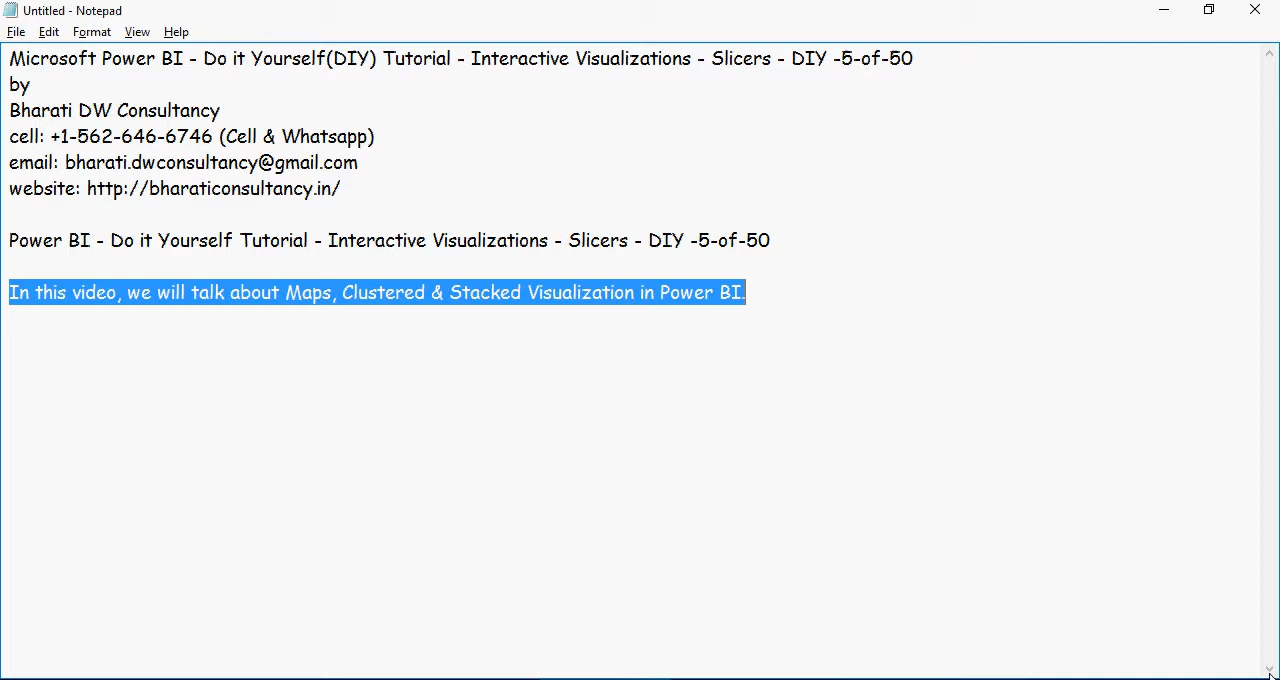 Untitled - Notepad
File Edit Format View Help
Microsoft Power BI - Do it Yourself(DIY) Tutorial - Interactive Visualizations - Slicers - DIY -5-of-50
by
Bharati DW Consultancy
cell: +1-562-646-6746 (Cell & Whatsapp)
email: bharati.dwconsultancy@gmail.com
website: http://bharaticonsultancy.in/
Power BI - Do it Yourself Tutorial - Interactive Visualizations - Slicers - DIY -5-of-50
In this video, we will talk about Maps, Clustered & Stacked Visualization in Power BI.